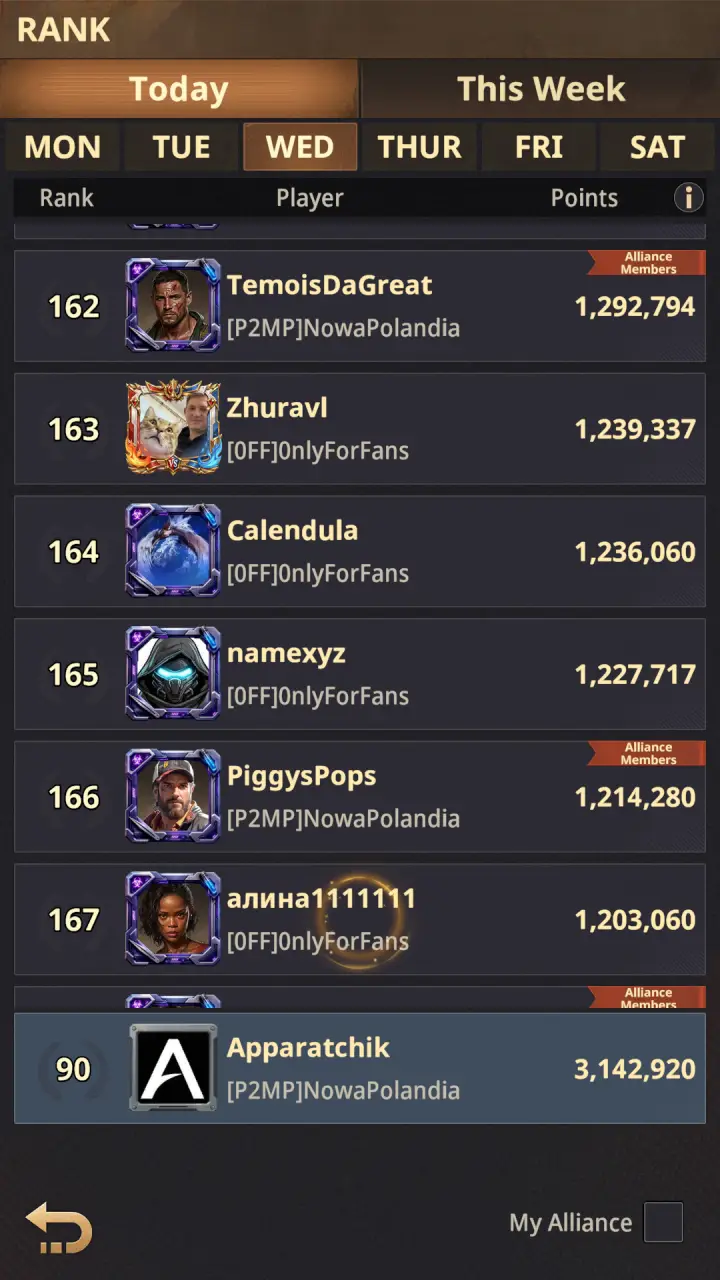 RANK
Today
This Week
MON
TUE
WED
THUR
FRI
SAT
Rank
Player
Points
i
Alliance
Members
162
TemoisDaGreat
[P2MP]NowaPolandia
1,292,794
163
VS
Zhuravl
[0FF]0nlyForFans
1,239,337
164
Calendula
[0FF]0nlyForFans
1,236,060
165
namexyz
[0FF]0nlyForFans
1,227,717
Alliance
Members
166
PiggysPops
[P2MP]NowaPolandia
1,214,280
167
алина1111111
[0FF]0nlyForFans
1,203,060
Alliance
Members
90
Apparatchik
[P2MP]NowaPolandia
3,142,920
My Alliance